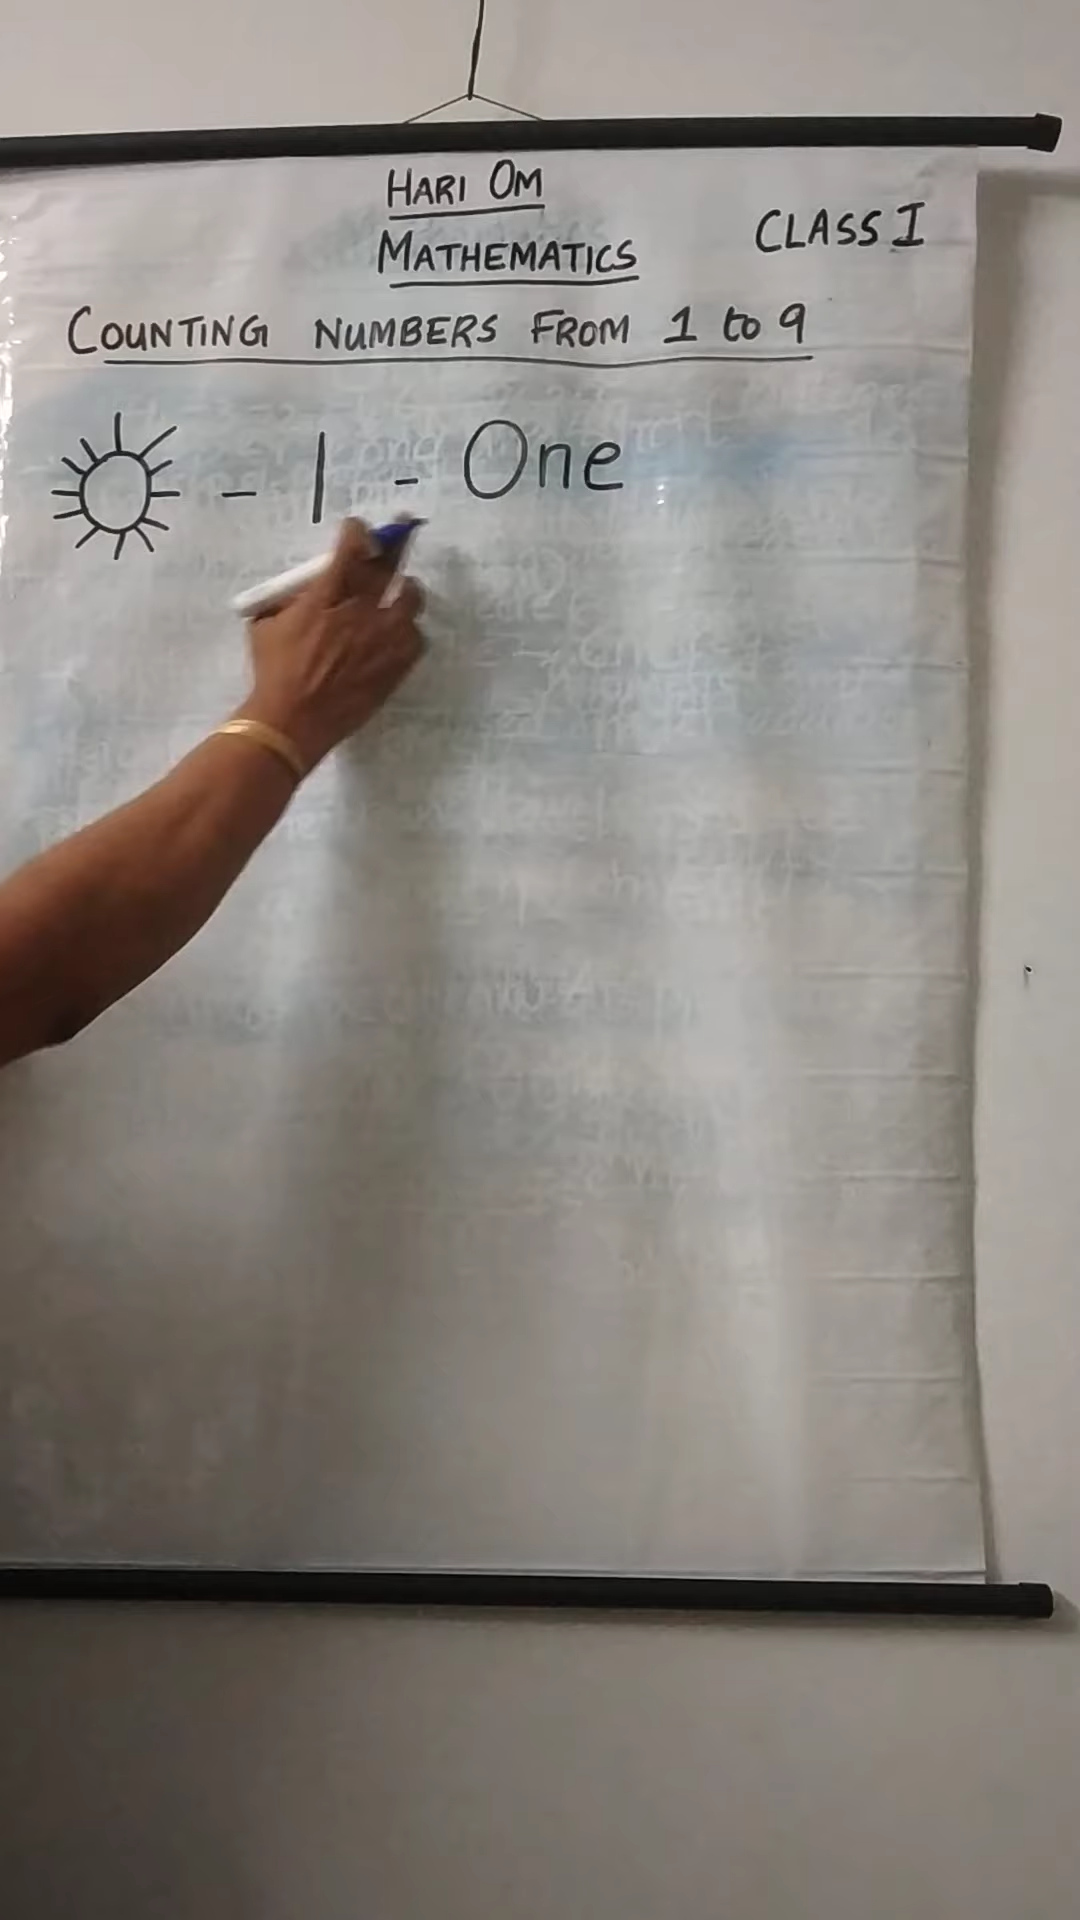 HARI OM
MATHEMATICS
CLASS I
COUNTING NUMBERS FROM 1 to 9
- 1 - One